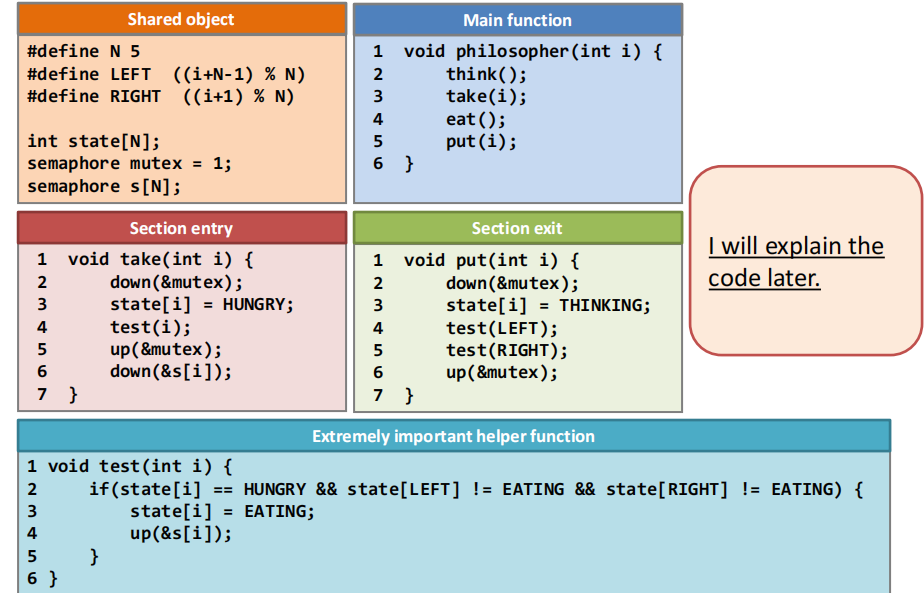 Shared object
#define N 5
#define LEFT  ((i+N-1) % N)
#define RIGHT  ((i+1) % N)

int state[N];
semaphore mutex = 1;
semaphore s[N];
Main function
1  void philosopher(int i) {
2      think();
3      take(i);
4      eat();
5      put(i);
6  }
Section entry
1  void take(int i) {
2      down(&mutex);
3      state[i] = HUNGRY;
4      test(i);
5      up(&mutex);
6      down(&s[i]);
7  }
Section exit
1  void put(int i) {
2      down(&mutex);
3      state[i] = THINKING;
4      test(LEFT);
5      test(RIGHT);
6      up(&mutex);
7  }
I will explain the
code later.
Extremely important helper function
1 void test(int i) {
2     if(state[i] == HUNGRY && state[LEFT] != EATING && state[RIGHT] != EATING) {
3         state[i] = EATING;
4         up(&s[i]);
5     }
6 }